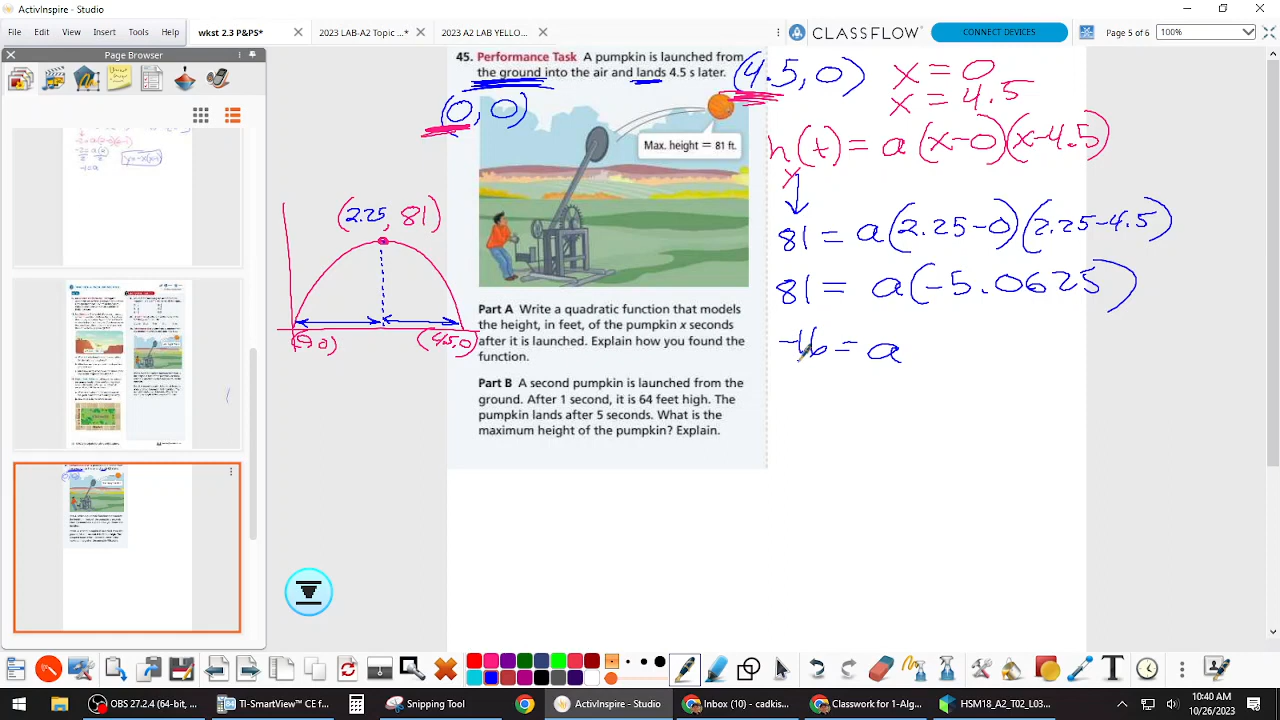 ActivInspire - Studio
File Edit View Insert Tools Help
wkst 2.3 P&PS*
2023 LAB-A2 TOPIC ...*
2023 A2 LAB YELLO...
CLASSFLOW
CONNECT DEVICES
Page 5 of 6
100%
Page Browser
45. Performance Task A pumpkin is launched from
the ground into the air and lands 4.5 s later.
(0, 0)
(4.5, 0)
x = 0
x = 4.5
Max. height = 81 ft.
h(t) = a(x-0)(x-4.5)
y
81 = a(2.25-0)(2.25-4.5)
81 = a(-5.0625)
-16 = a
(2.25, 81)
(0,0)
(4.5,0)
Part A Write a quadratic function that models
the height, in feet, of the pumpkin x seconds
after it is launched. Explain how you found the
function.
Part B A second pumpkin is launched from the
ground. After 1 second, it is 64 feet high. The
pumpkin lands after 5 seconds. What is the
maximum height of the pumpkin? Explain.
OBS 27.2.4 (64-bit, ...
TI-SmartView™ CE f...
Snipping Tool
ActivInspire - Studio
Inbox (10) - cadkis...
Classwork for 1-Alg...
HSM18_A2_T02_L03...
10:40 AM
10/26/2023